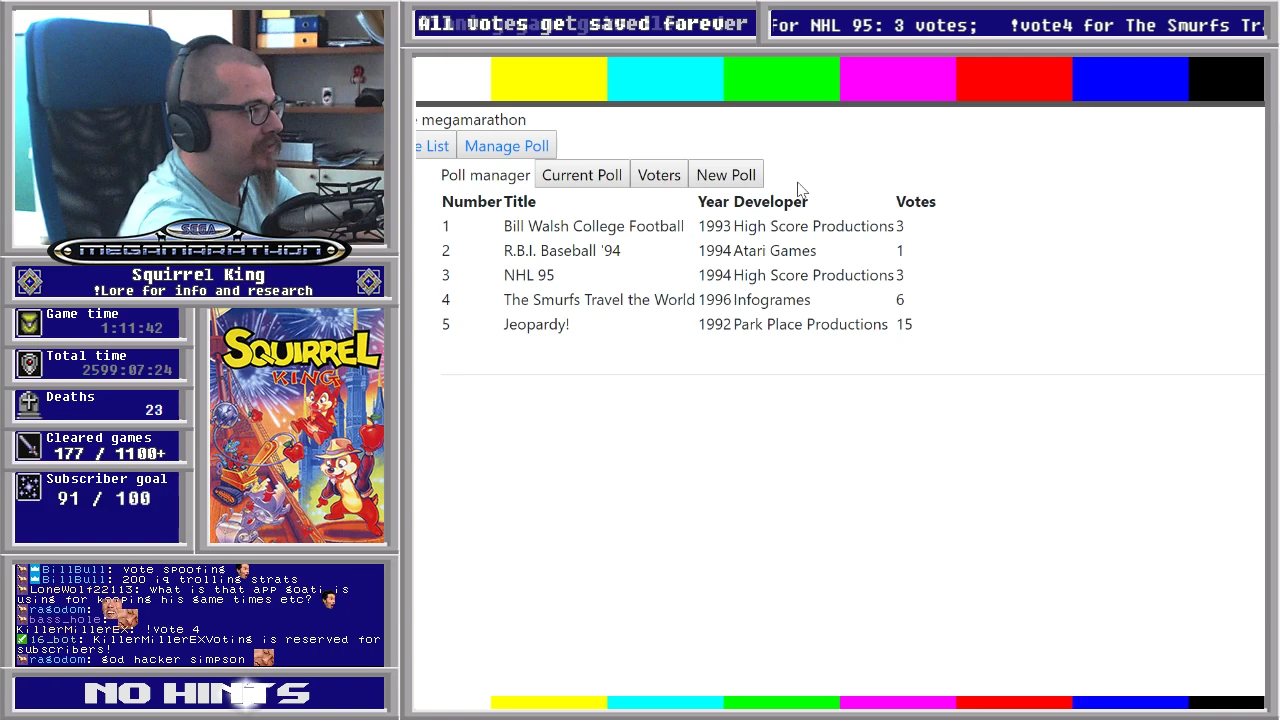 All votes get saved forever
For NHL 95: 3 votes;   !vote4 for The Smurfs Tr
megamarathon
e List
Manage Poll
Poll manager
Current Poll
Voters
New Poll
Number Title Year Developer Votes
1 Bill Walsh College Football 1993 High Score Productions 3
2 R.B.I. Baseball '94 1994 Atari Games 1
3 NHL 95 1994 High Score Productions 3
4 The Smurfs Travel the World 1996 Infogrames 6
5 Jeopardy! 1992 Park Place Productions 15
SEGA
MEGAMARATHON
Squirrel King
!Lore for info and research
Game time
1:11:42
Total time
2599:07:24
Deaths
23
Cleared games
177 / 1100+
Subscriber goal
91 / 100
SQUIRREL
KING
BillBull: vote spoofing
BillBull: 200 iq trolling strats
LoneWolf22113: what is that app goati is
using for keeping his game times etc?
ragodom:
bass_hole:
KillerMillerEX: !vote 4
16_bot: KillerMillerEXVoting is reserved for
subscribers!
ragodom: god hacker simpson
NO HINTS